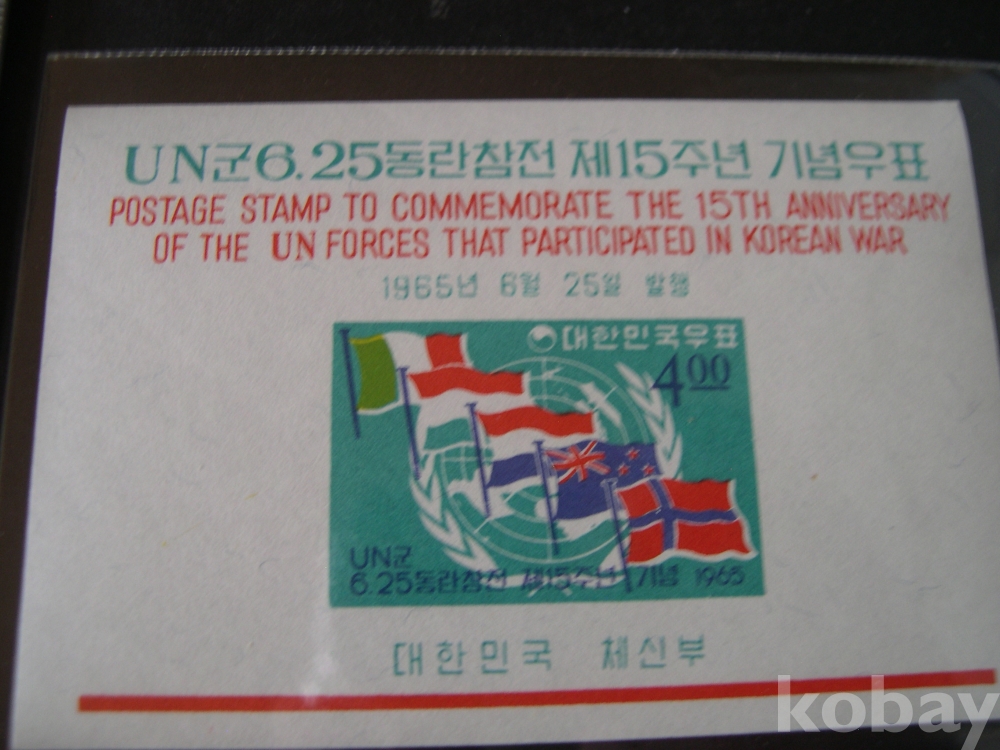 UN군6.25동란참전 제15주년 기념우표
POSTAGE STAMP TO COMMEMORATE THE 15TH ANNIVERSARY
OF THE UN FORCES THAT PARTICIPATED IN KOREAN WAR
1965년 6월 25일 발행
대한민국우표
400
UN군
6.25동란참전 제15주년 기념 1965
대한민국 체신부
kobay